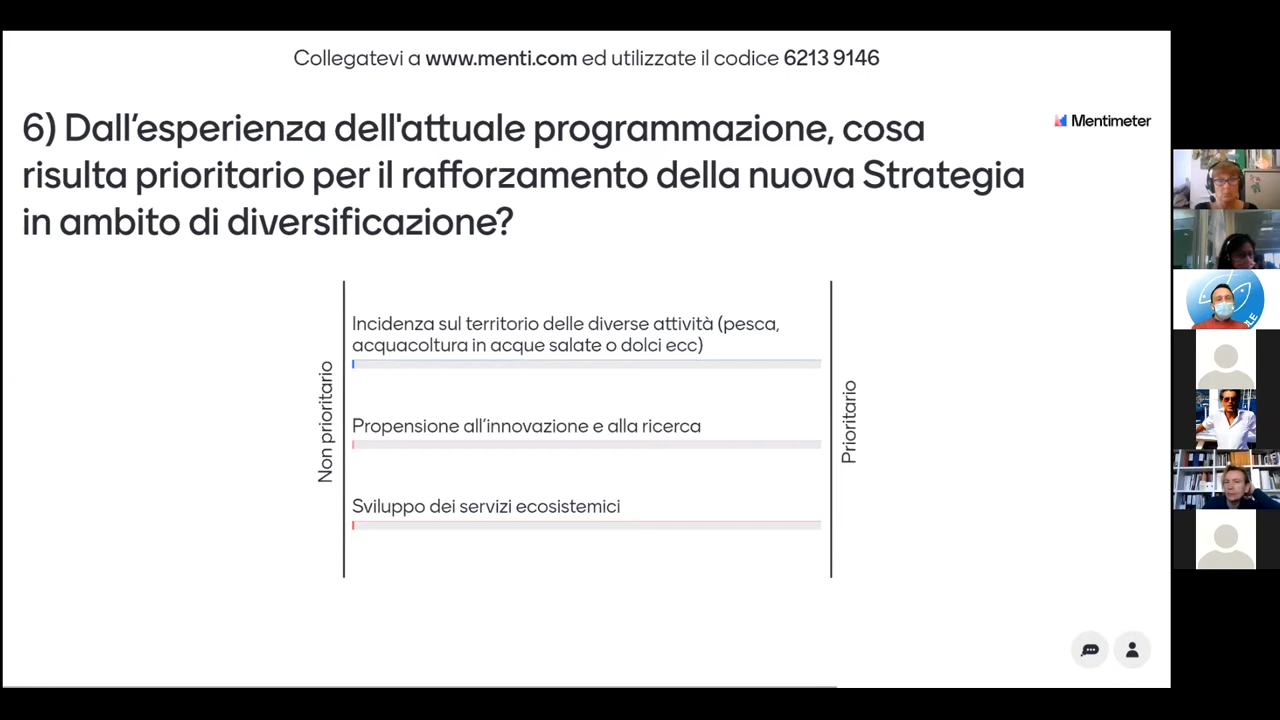 Collegatevi a www.menti.com ed utilizzate il codice 6213 9146
6) Dall’esperienza dell'attuale programmazione, cosa
risulta prioritario per il rafforzamento della nuova Strategia
in ambito di diversificazione?
Mentimeter
Non prioritario
Incidenza sul territorio delle diverse attività (pesca,
acquacoltura in acque salate o dolci ecc)
Propensione all’innovazione e alla ricerca
Sviluppo dei servizi ecosistemici
Prioritario